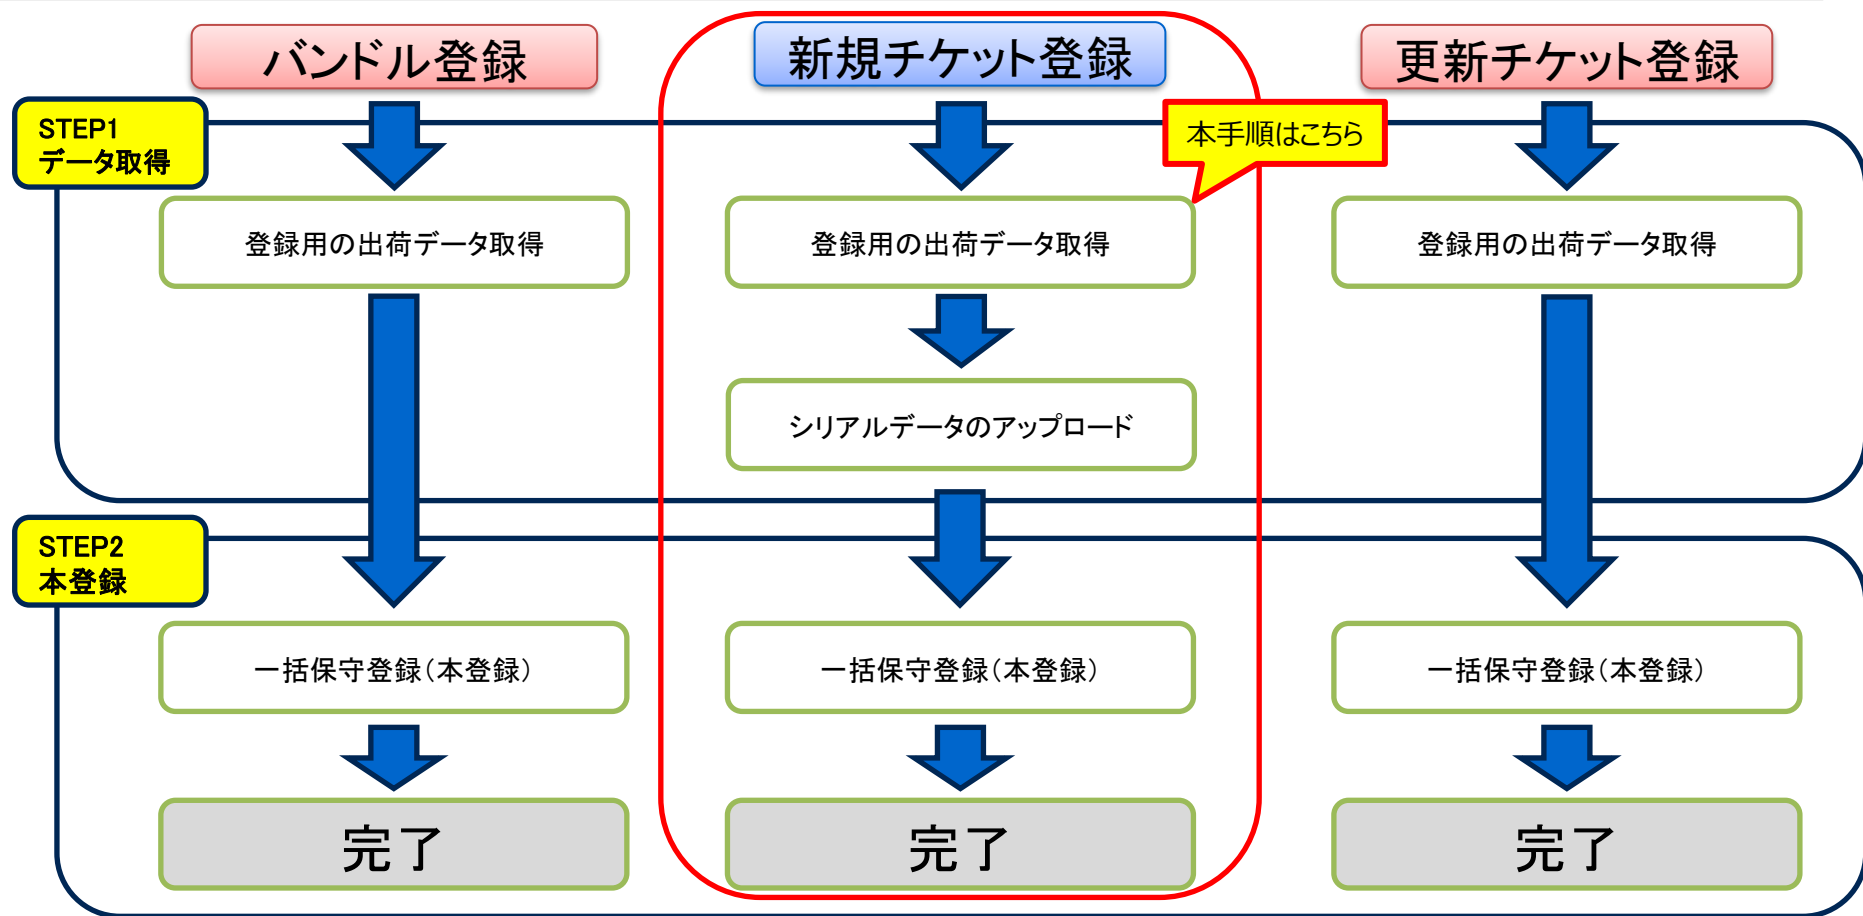 バンドル登録
新規チケット登録
更新チケット登録
STEP1
データ取得
本手順はこちら
登録用の出荷データ取得
登録用の出荷データ取得
登録用の出荷データ取得
シリアルデータのアップロード
STEP2
本登録
一括保守登録(本登録)
一括保守登録(本登録)
一括保守登録(本登録)
完了
完了
完了